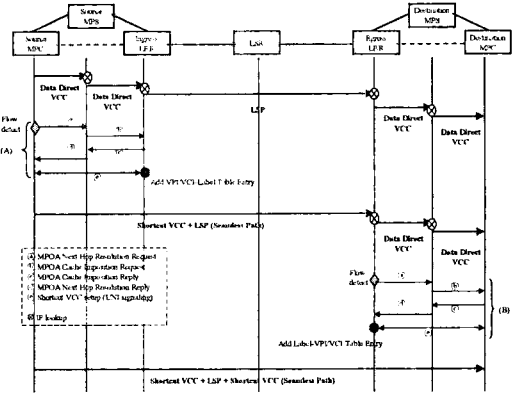 Source
MPS
Destination
MPS
Source
MPC
Ingress
LER
LSR
Egress
LER
Destination
MPC
Data Direct
VCC
Data Direct
VCC
LSP
Data Direct
VCC
Data Direct
VCC
Flow
detect
(A)
Add VPI/VCI-Label Table Entry
Shortcut VCC + LSP (Seamless Path)
Data Direct
VCC
Data Direct
VCC
MPOA Next Hop Resolution Request
MPOA Cache Imposition Request
MPOA Cache Imposition Reply
MPOA Next Hop Resolution Reply
Shortcut VCC setup (UNI signaling)
IP lookup
Flow
detect
(B)
Add Label-VPI/VCI Table Entry
Shortcut VCC + LSP + Shortcut VCC (Seamless Path)